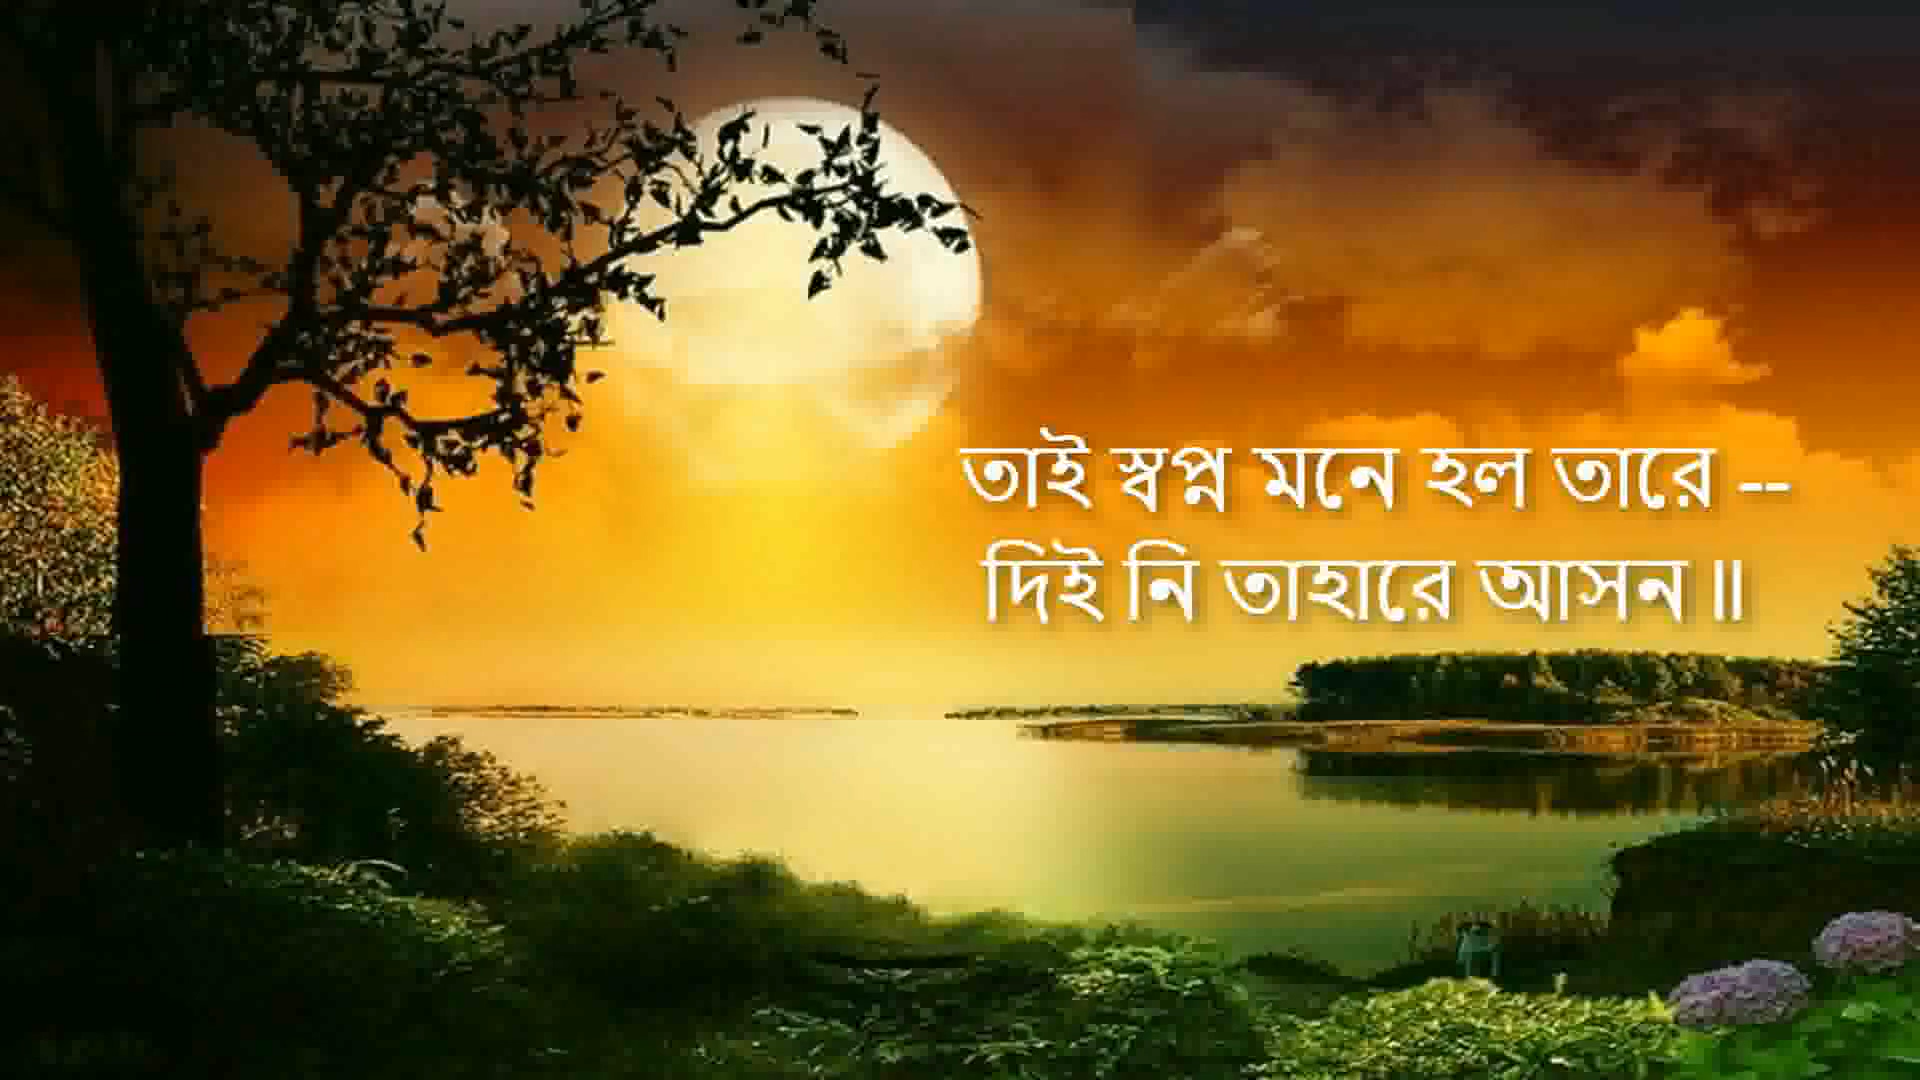 তাই স্বপ্ন মনে হল তারে --
দিই নি তাহারে আসন॥